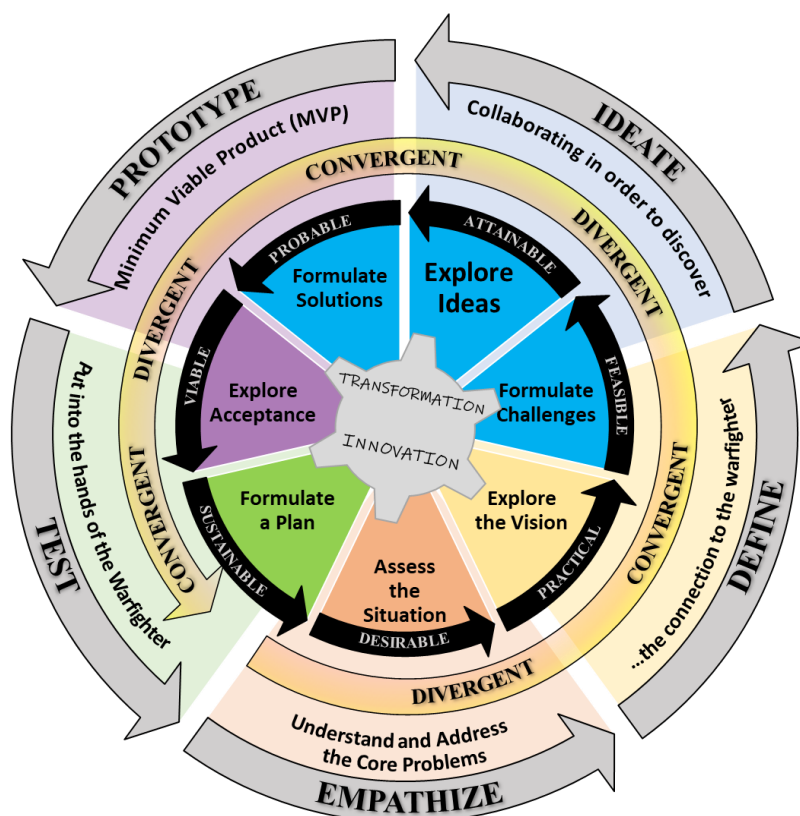 PROTOTYPE
Minimum Viable Product (MVP)
IDEATE
Collaborating in order to discover
CONVERGENT
DIVERGENT
DIVERGENT
PROBABLE
ATTAINABLE
Formulate
Solutions
Explore
Ideas
VIABLE
FEASIBLE
Explore
Acceptance
Formulate
Challenges
TRANSFORMATION
INNOVATION
Formulate
a Plan
Explore
the Vision
Assess
the
Situation
SUSTAINABLE
DESIRABLE
PRACTICAL
CONVERGENT
CONVERGENT
DIVERGENT
TEST
Put into the hands of the Warfighter
DEFINE
...the connection to the warfighter
Understand and Address
the Core Problems
EMPATHIZE